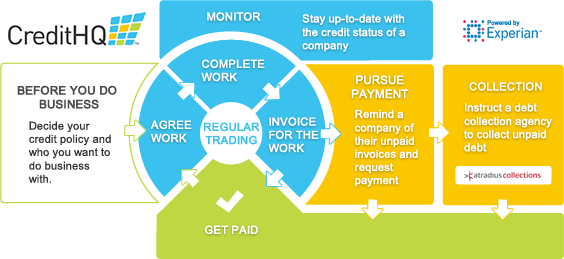 CreditHQ
MONITOR
Stay up-to-date with
the credit status of a
company
Powered by
Experian™
BEFORE YOU DO
BUSINESS
Decide your
credit policy and
who you want to
do business
with.
COMPLETE
WORK
AGREE
WORK
REGULAR
TRADING
INVOICE
FOR THE
WORK
PURSUE
PAYMENT
Remind a
company of
their unpaid
invoices and
request
payment
COLLECTION
Instruct a debt
collection agency
to collect unpaid
debt
atradiuscollections
GET PAID